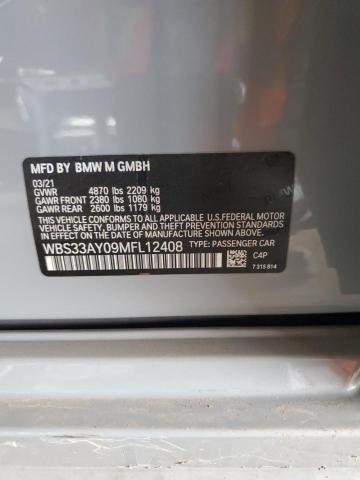 MFD BY BMW M GMBH
03/21
GVWR 4870 lbs 2209 kg
GAWR FRONT 2380 lbs 1080 kg
GAWR REAR 2600 lbs 1179 kg
THIS VEHICLE CONFORMS TO ALL APPLICABLE U.S.FEDERAL MOTOR
VEHICLE SAFETY, BUMPER, AND THEFT PREVENTION STANDARDS
IN EFFECT ON THE DATE OF MANUFACTURE SHOWN ABOVE.
WBS33AY09MFL12408 TYPE: PASSENGER CAR
C4P
7 315 814